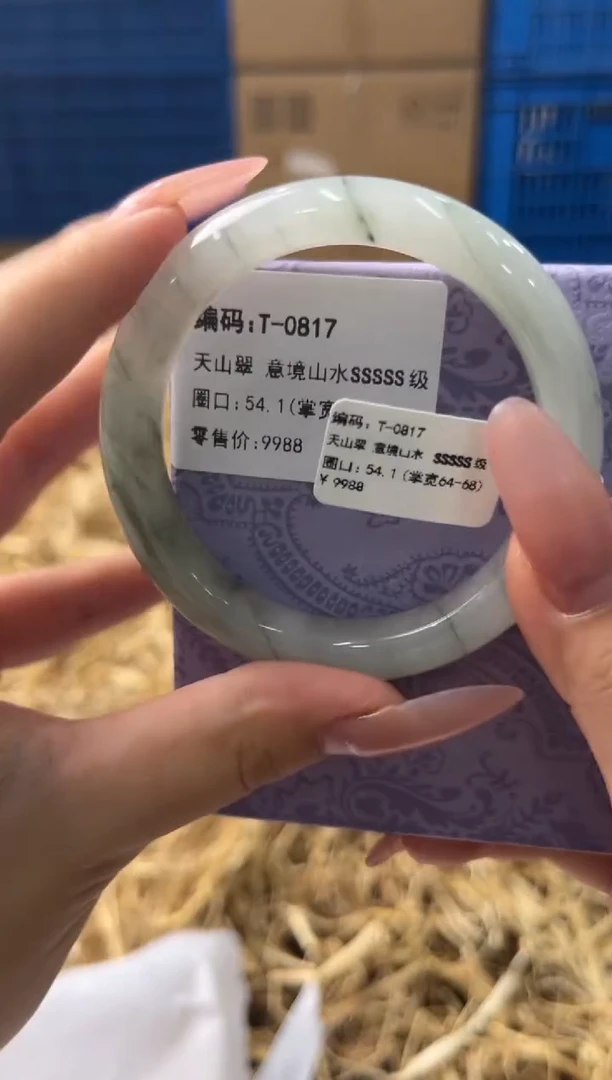 编码:T-0817
天山翠 意境山水SSSSS级
圈口:54.1(掌宽
零售价:9988
编码: T-0817
天山翠 意境山水 SSSSS级
圈口: 54.1 (掌宽64-68)
¥ 9988